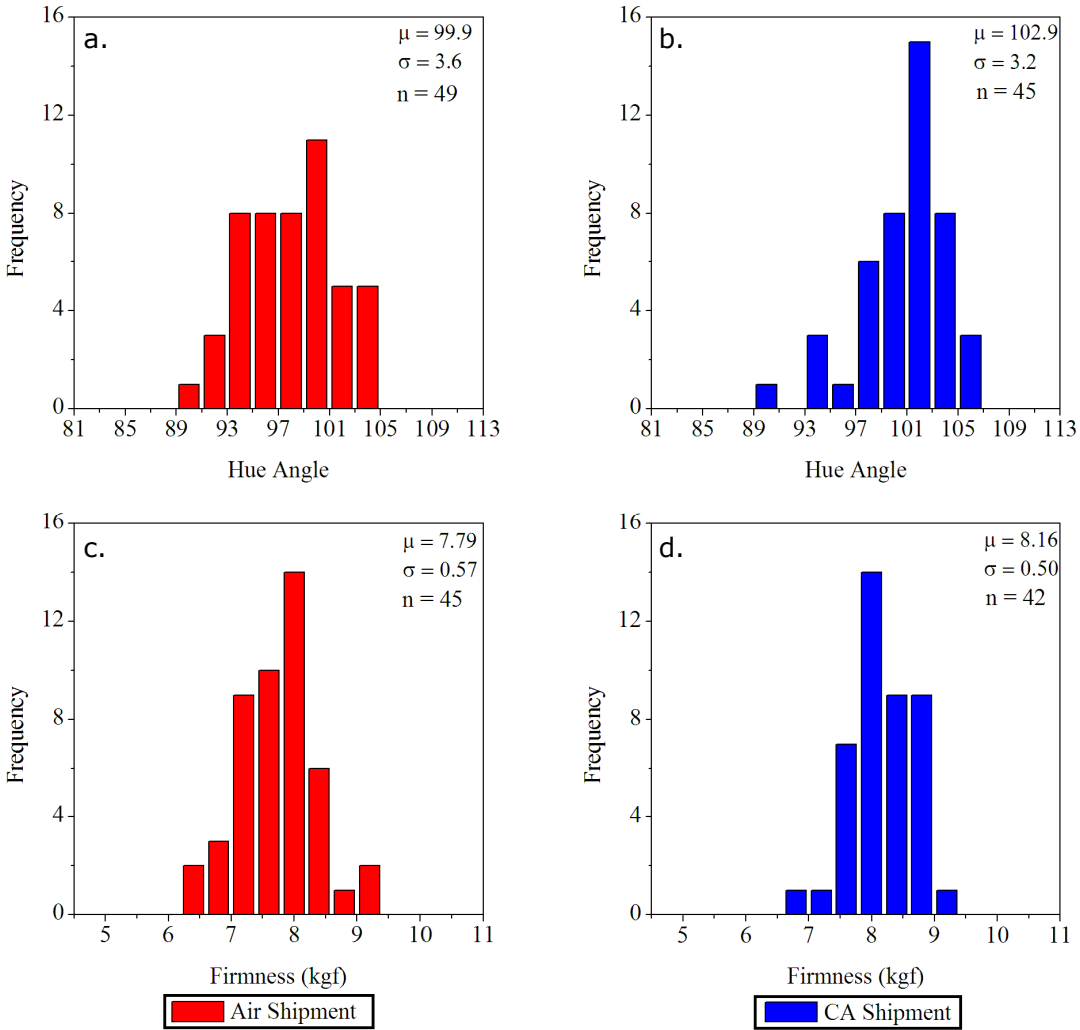 a.
μ = 99.9
σ = 3.6
n = 49
16
12
8
4
0
Frequency
81 85 89 93 97 101 105 109 113
Hue Angle
b.
μ = 102.9
σ = 3.2
n = 45
16
12
8
4
0
Frequency
81 85 89 93 97 101 105 109 113
Hue Angle
c.
μ = 7.79
σ = 0.57
n = 45
16
12
8
4
0
Frequency
5 6 7 8 9 10 11
Firmness (kgf)
Air Shipment
d.
μ = 8.16
σ = 0.50
n = 42
16
12
8
4
0
Frequency
5 6 7 8 9 10 11
Firmness (kgf)
CA Shipment